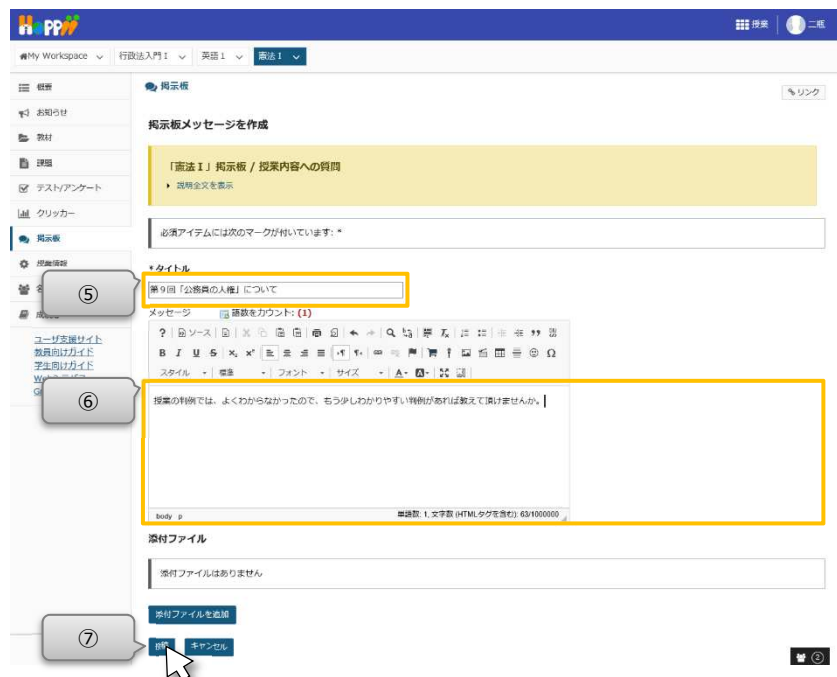 HoPPii
授業
二瓶
My Workspace
行政法入門 I
英語 I
憲法 I
概要
お知らせ
教材
課題
テスト/アンケート
クリッカー
掲示板
授業情報
ユーザ支援サイト
教員向けガイド
学生向けガイド
掲示板
リンク
掲示板メッセージを作成
「憲法 I 」掲示板 / 授業内容への質問
説明全文を表示
必須アイテムには次のマークが付いています: *
* タイトル
⑤
第9回「公務員の人権」について
メッセージ 語数をカウント: (1)
? ソース
B I U S x₂ x²
スタイル 標準 フォント サイズ A A
⑥
授業の判例では、よくわからなかったので、もう少しわかりやすい判例があれば教えて頂けませんか。
body p 単語数: 1, 文字数 (HTMLタグを含む): 63/1000000
添付ファイル
添付ファイルはありません
添付ファイルを追加
⑦
キャンセル
②